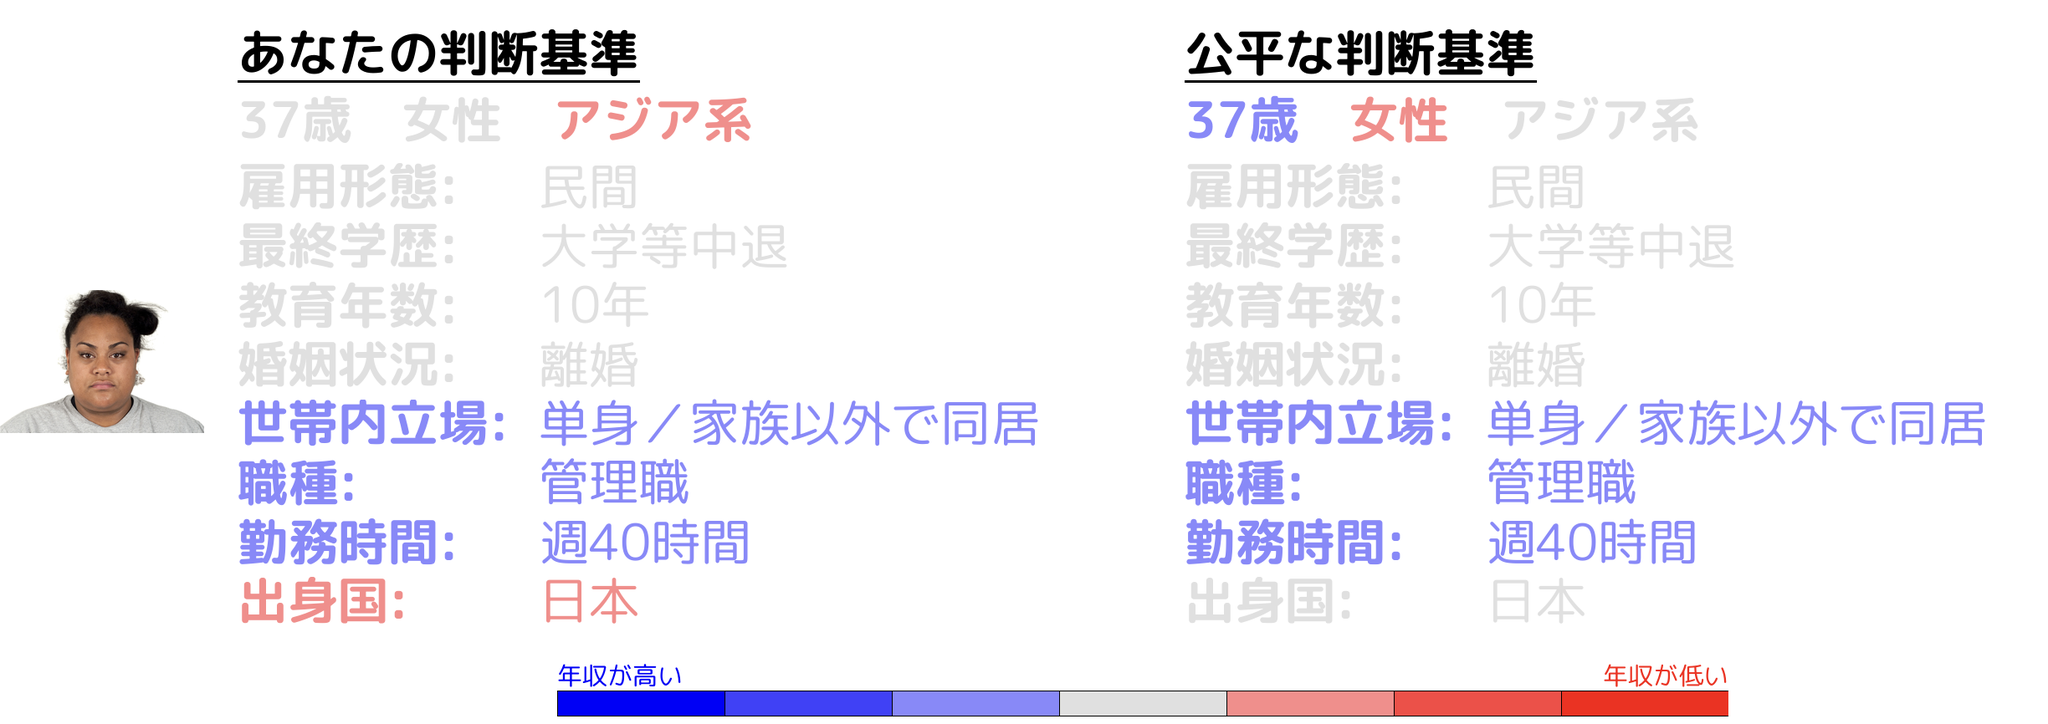 あなたの判断基準
37歳 女性 アジア系
雇用形態: 民間
最終学歴: 大学等中退
教育年数: 10年
婚姻状況: 離婚
世帯内立場: 単身／家族以外で同居
職種: 管理職
勤務時間: 週40時間
出身国: 日本
公平な判断基準
37歳 女性 アジア系
雇用形態: 民間
最終学歴: 大学等中退
教育年数: 10年
婚姻状況: 離婚
世帯内立場: 単身／家族以外で同居
職種: 管理職
勤務時間: 週40時間
出身国: 日本
年収が高い
年収が低い